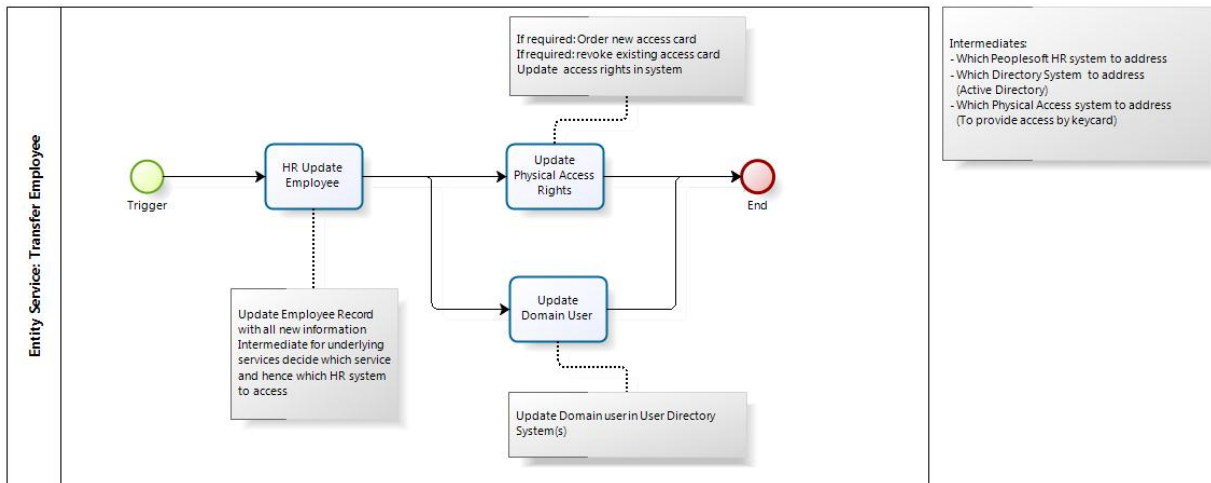 Entity Service: Transfer Employee
If required: Order new access card
If required: revoke existing access card
Update access rights in system
Intermediates:
- Which Peoplesoft HR system to address
- Which Directory System to address
(Active Directory)
- Which Physical Access system to address
(To provide access by keycard)
Trigger
HR Update
Employee
Update
Physical Access
Rights
End
Update Employee Record
with all new information
Intermediate for underlying
services decide which service
and hence which HR system
to access
Update
Domain User
Update Domain user in User Directory
System(s)